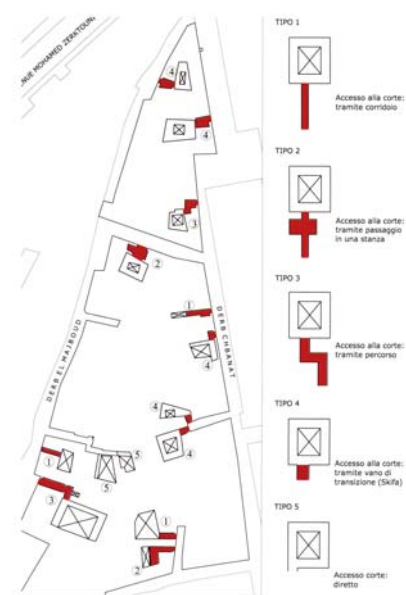 NUE MOHAMED ZERKTOUNI
4
4
3
2
1
4
DERB EL MAJBOUD
DERB CHBANAT
4
4
5
5
1
3
1
2
TIPO 1
Accesso alla corte:
tramite corridoio
TIPO 2
Accesso alla corte:
tramite passaggio
in una stanza
TIPO 3
Accesso alla corte:
tramite percorso
TIPO 4
Accesso alla corte:
tramite vano di
transizione (Skifa)
TIPO 5
Accesso corte:
diretto